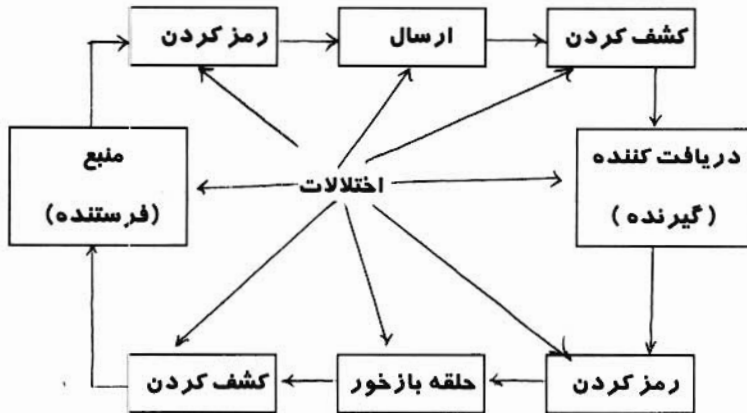 رمز کردن
ارسال
کشف کردن
منبع
(فرستنده)
دریافت کننده
(گیرنده)
اختلالات
کشف کردن
حلقه بازخور
رمز کردن